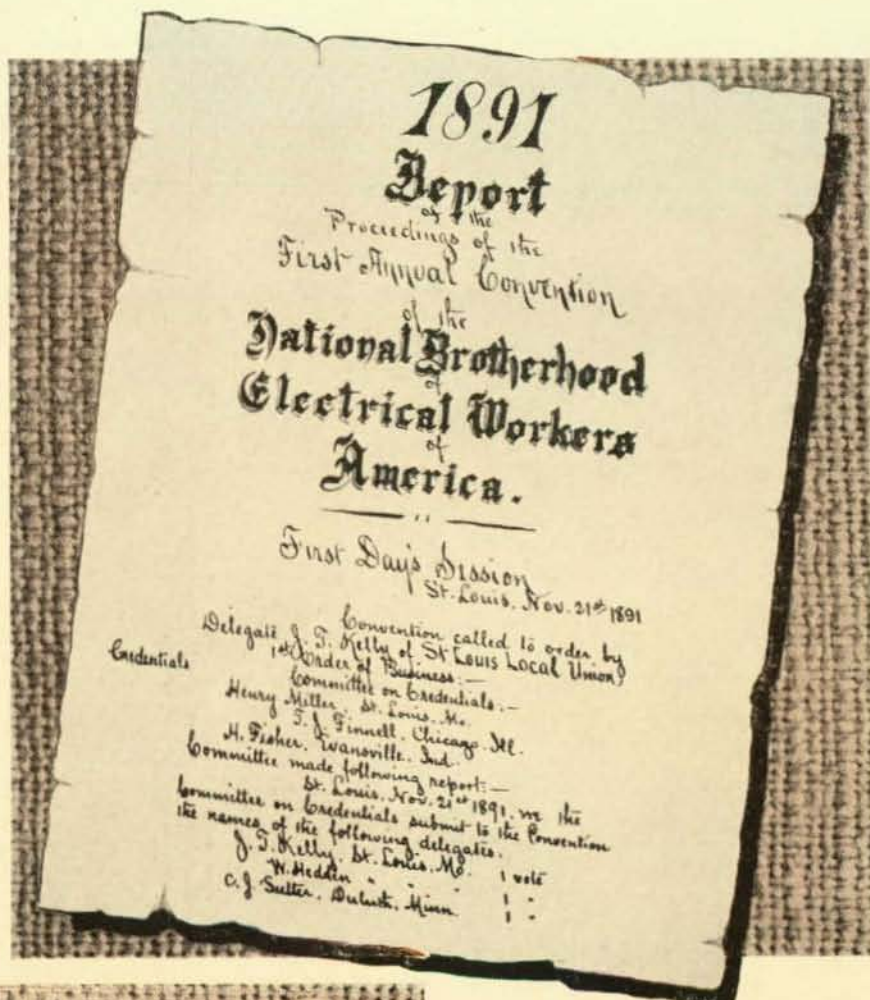 1891
Report
of the
Proceedings of the
First Annual Convention
of the
National Brotherhood
of
Electrical Workers
of
America.
First Day's Session
St. Louis, Nov. 21st 1891
Convention called to order by
Delegate J. T. Kelly of St Louis Local Union
1st Order of Business:—
Credentials
Committee on Credentials:—
Henry Miller, St. Louis, Mo.
T. J. Finnell, Chicago, Ill.
H. Fisher, Evansville, Ind.
Committee made following report:—
St. Louis, Nov. 21st 1891. We the
Committee on Credentials submit to the Convention
the names of the following delegates.
J. T. Kelly, St. Louis, Mo. 1 vote
W. Hedden " " " 1 "
C. J. Sutter, Duluth, Minn. 1 "